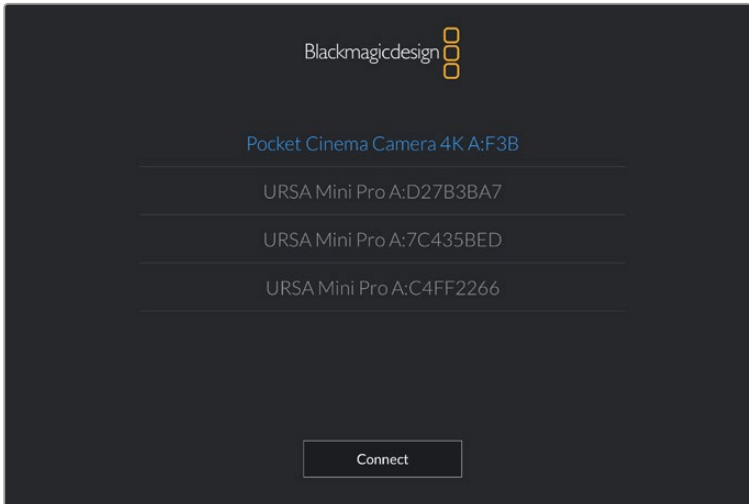 Blackmagicdesign
Pocket Cinema Camera 4K A:F3B
URSA Mini Pro A:D27B3BA7
URSA Mini Pro A:7C435BED
URSA Mini Pro A:C4FF2266
Connect